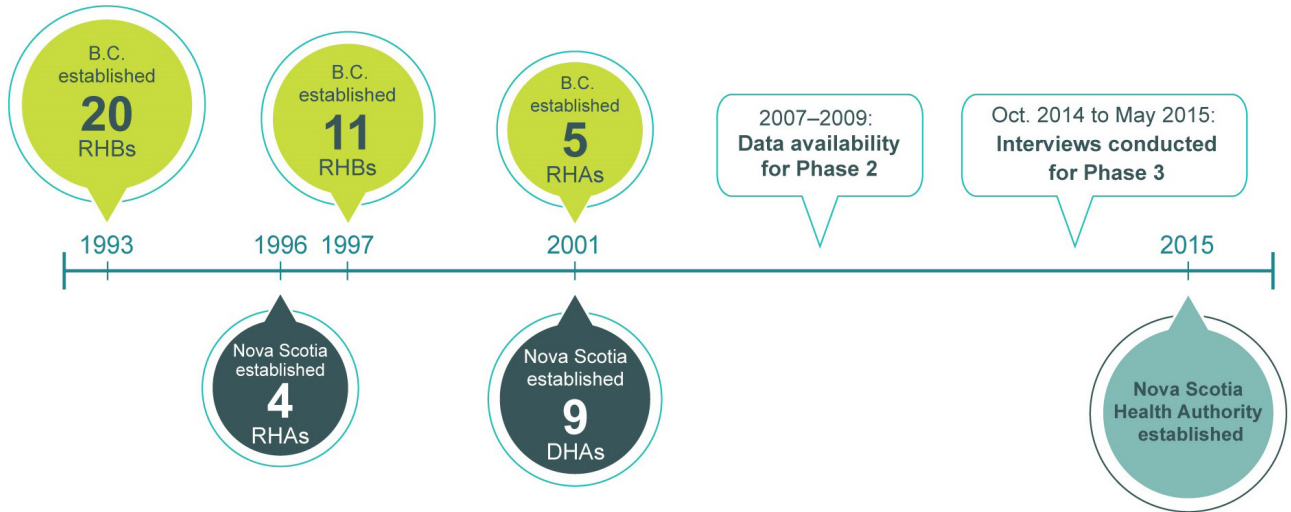 B.C.
established
20
RHBs
B.C.
established
11
RHBs
B.C.
established
5
RHAs
2007–2009:
Data availability
for Phase 2
Oct. 2014 to May 2015:
Interviews conducted
for Phase 3
1993
1996
1997
2001
2015
Nova Scotia
established
4
RHAs
Nova Scotia
established
9
DHAs
Nova Scotia
Health Authority
established